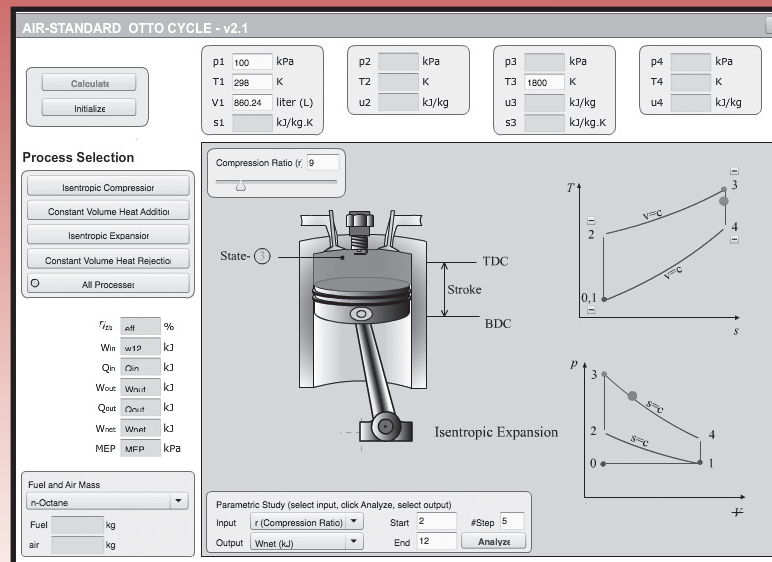 AIR-STANDARD OTTO CYCLE - v2.1
Calculate
Initialize
p1 100 kPa
T1 298 K
V1 860.24 liter (L)
s1 kJ/kg.K
p2 kPa
T2 K
u2 kJ/kg
p3 kPa
T3 1800 K
u3 kJ/kg
s3 kJ/kg.K
p4 kPa
T4 K
u4 kJ/kg
Process Selection
Isentropic Compression
Constant Volume Heat Addition
Isentropic Expansion
Constant Volume Heat Rejection
All Processes
eff %
Win w12 kJ
Qin Qin kJ
Wout Wout kJ
Qout Qout kJ
Wnet Wnet kJ
MEP MEP kPa
Fuel and Air Mass
n-Octane
Fuel kg
air kg
Compression Ratio (r 9
State- 3
TDC
Stroke
BDC
Isentropic Expansion
T
3
v=c
2
4
v=c
0,1
s
p
3
s=c
2
4
s=c
0
1
V
Parametric Study (select input, click Analyze, select output)
Input r (Compression Ratio) Start 2 #Step 5
Output Wnet (kJ) End 12 Analyze